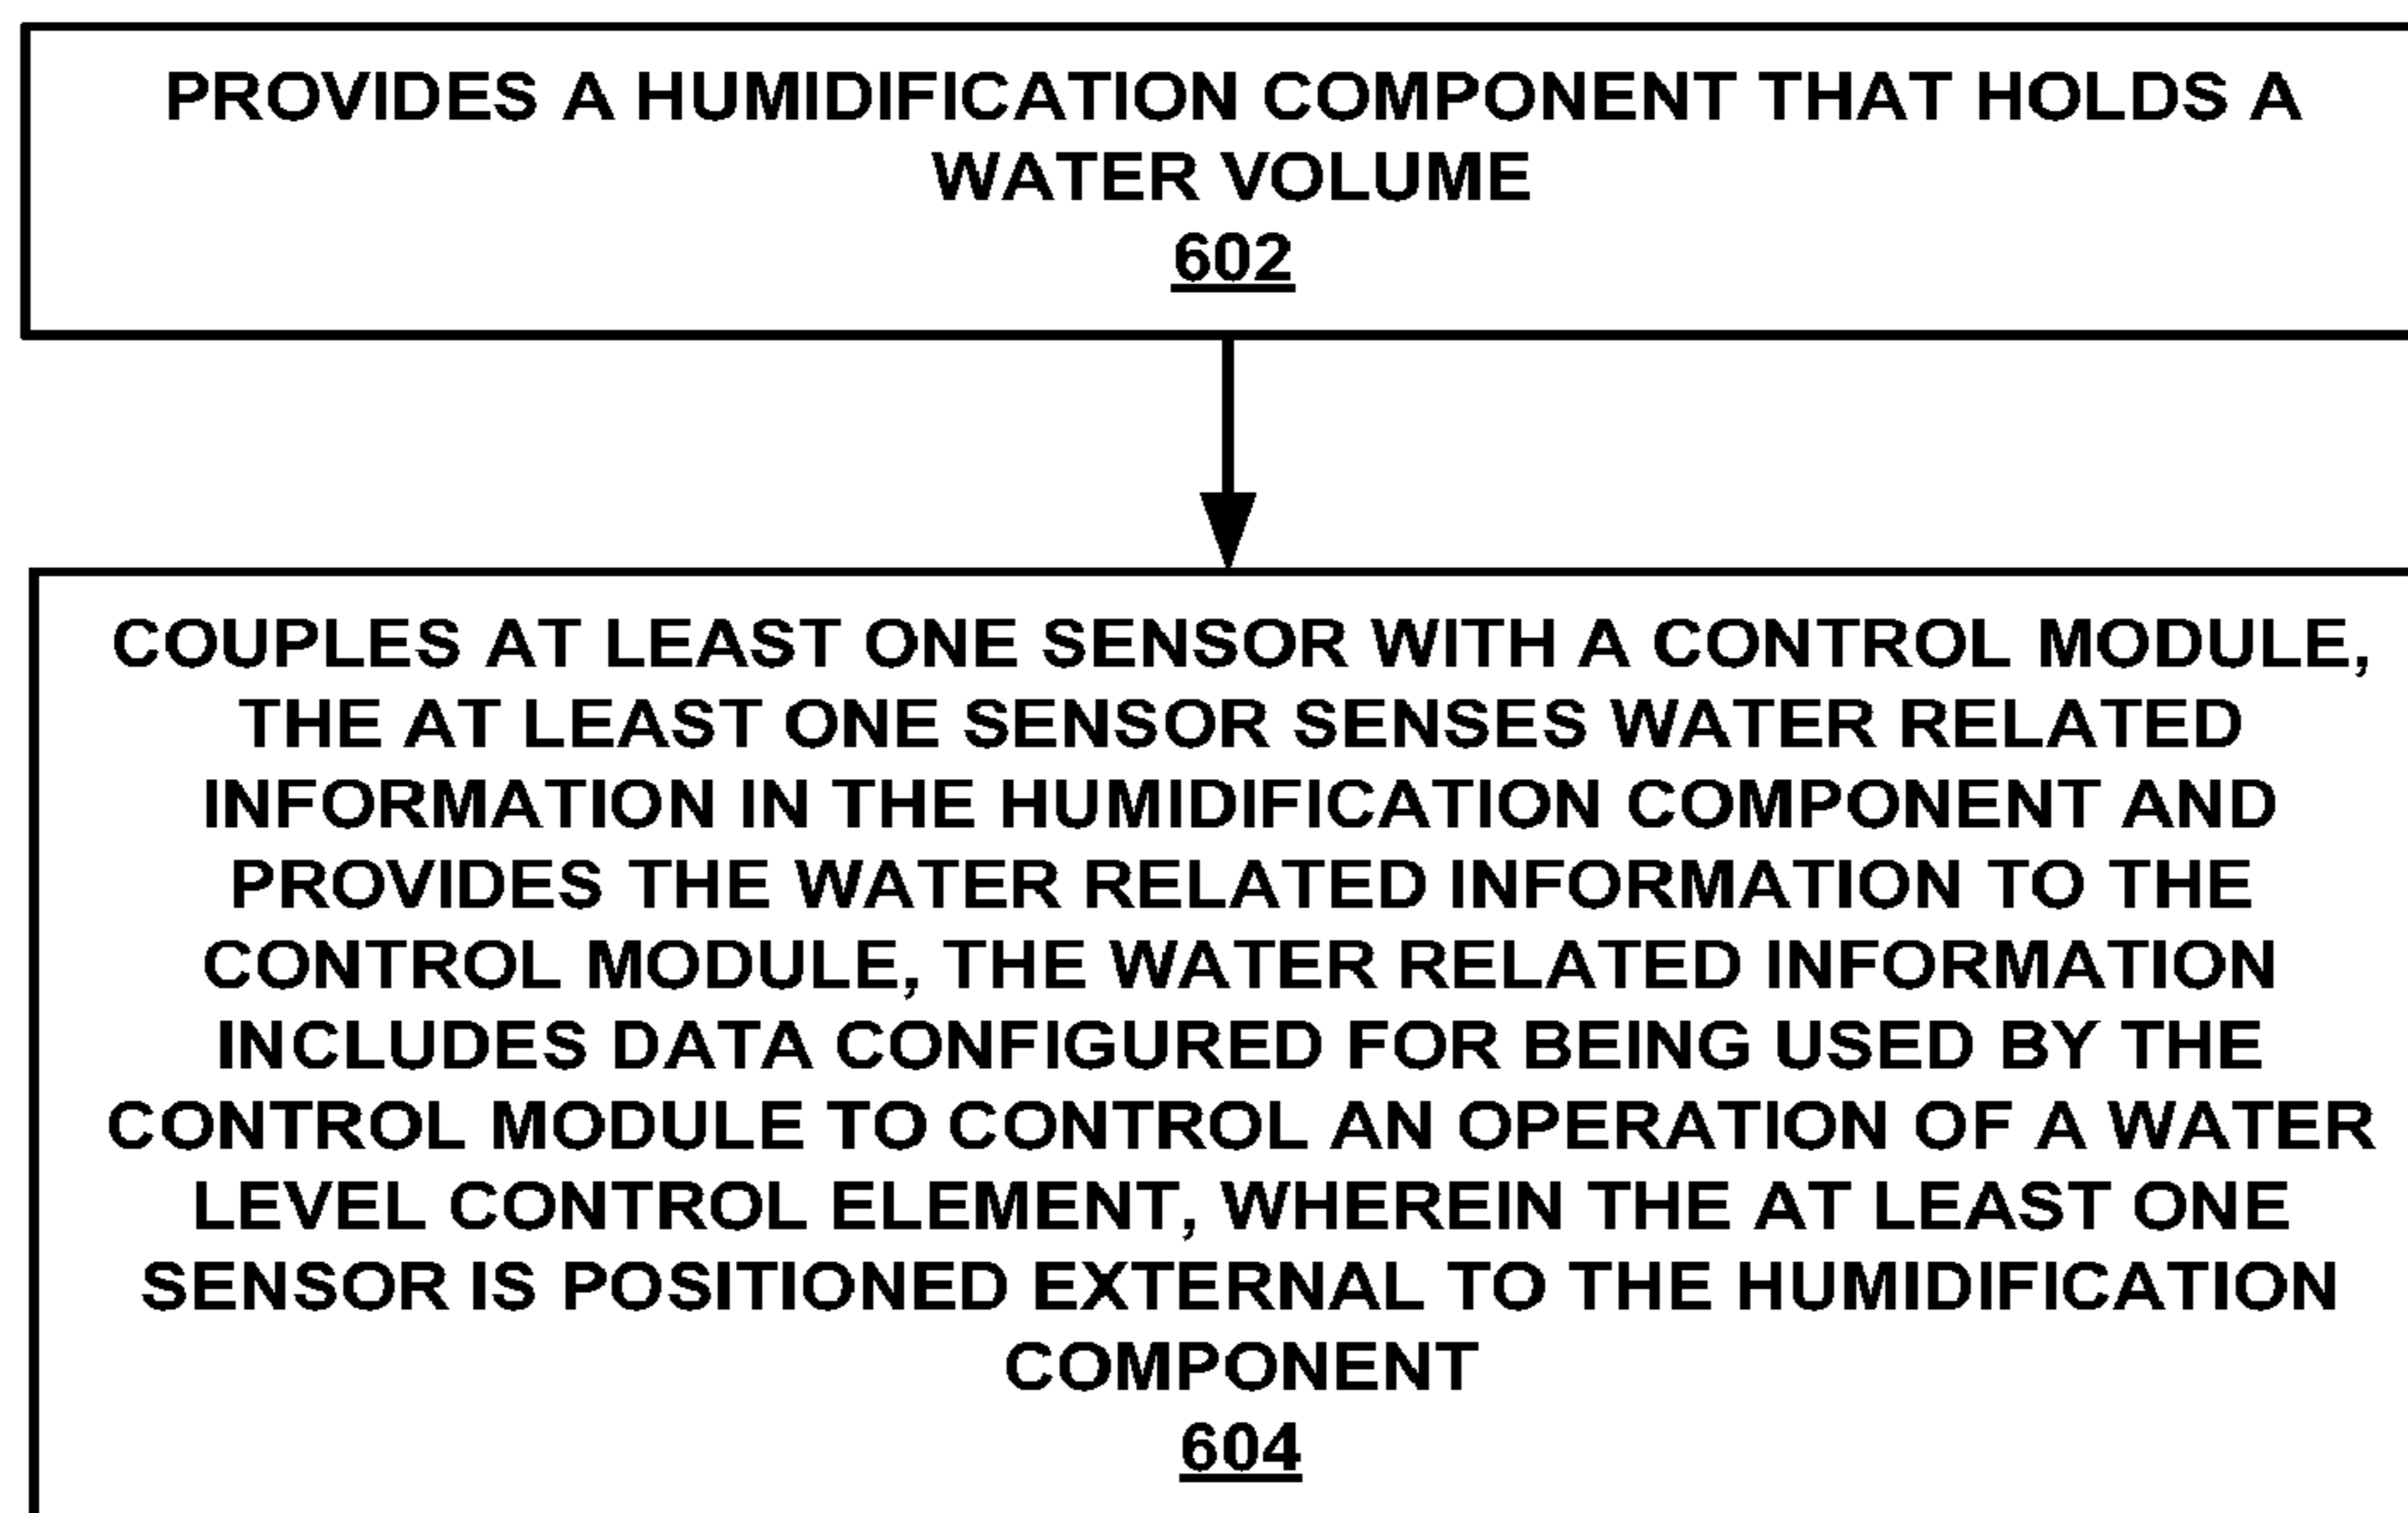 PROVIDES A HUMIDIFICATION COMPONENT THAT HOLDS A
WATER VOLUME
602
COUPLES AT LEAST ONE SENSOR WITH A CONTROL MODULE,
THE AT LEAST ONE SENSOR SENSES WATER RELATED
INFORMATION IN THE HUMIDIFICATION COMPONENT AND
PROVIDES THE WATER RELATED INFORMATION TO THE
CONTROL MODULE, THE WATER RELATED INFORMATION
INCLUDES DATA CONFIGURED FOR BEING USED BY THE
CONTROL MODULE TO CONTROL AN OPERATION OF A WATER
LEVEL CONTROL ELEMENT, WHEREIN THE AT LEAST ONE
SENSOR IS POSITIONED EXTERNAL TO THE HUMIDIFICATION
COMPONENT
604